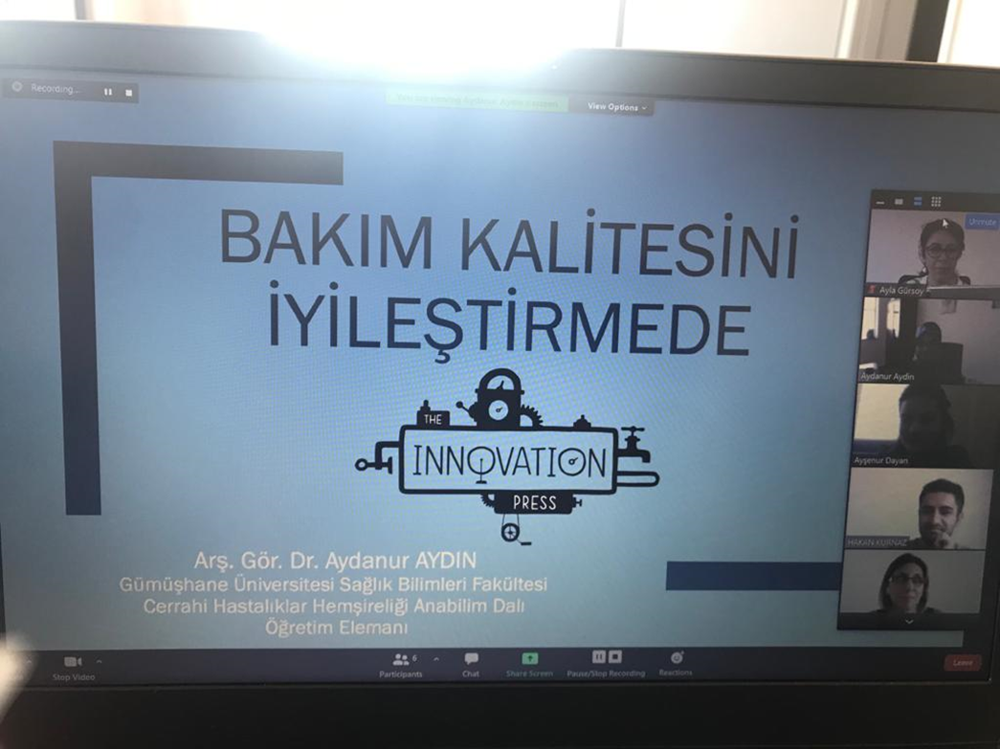 Recording...
View Options
BAKIM KALİTESİNİ
İYİLEŞTİRMEDE
THE
INNOVATION
PRESS
Arş. Gör. Dr. Aydanur AYDIN
Gümüşhane Üniversitesi Sağlık Bilimleri Fakültesi
Cerrahi Hastalıklar Hemşireliği Anabilim Dalı
Öğretim Elemanı
Unmute
Ayla Gürsoy
Aydanur Aydin
Ayşenur Dayan
HAKAN KURNAZ
Stop Video
Participants 6
Chat
Share Screen
Pause/Stop Recording
Reactions
Leave